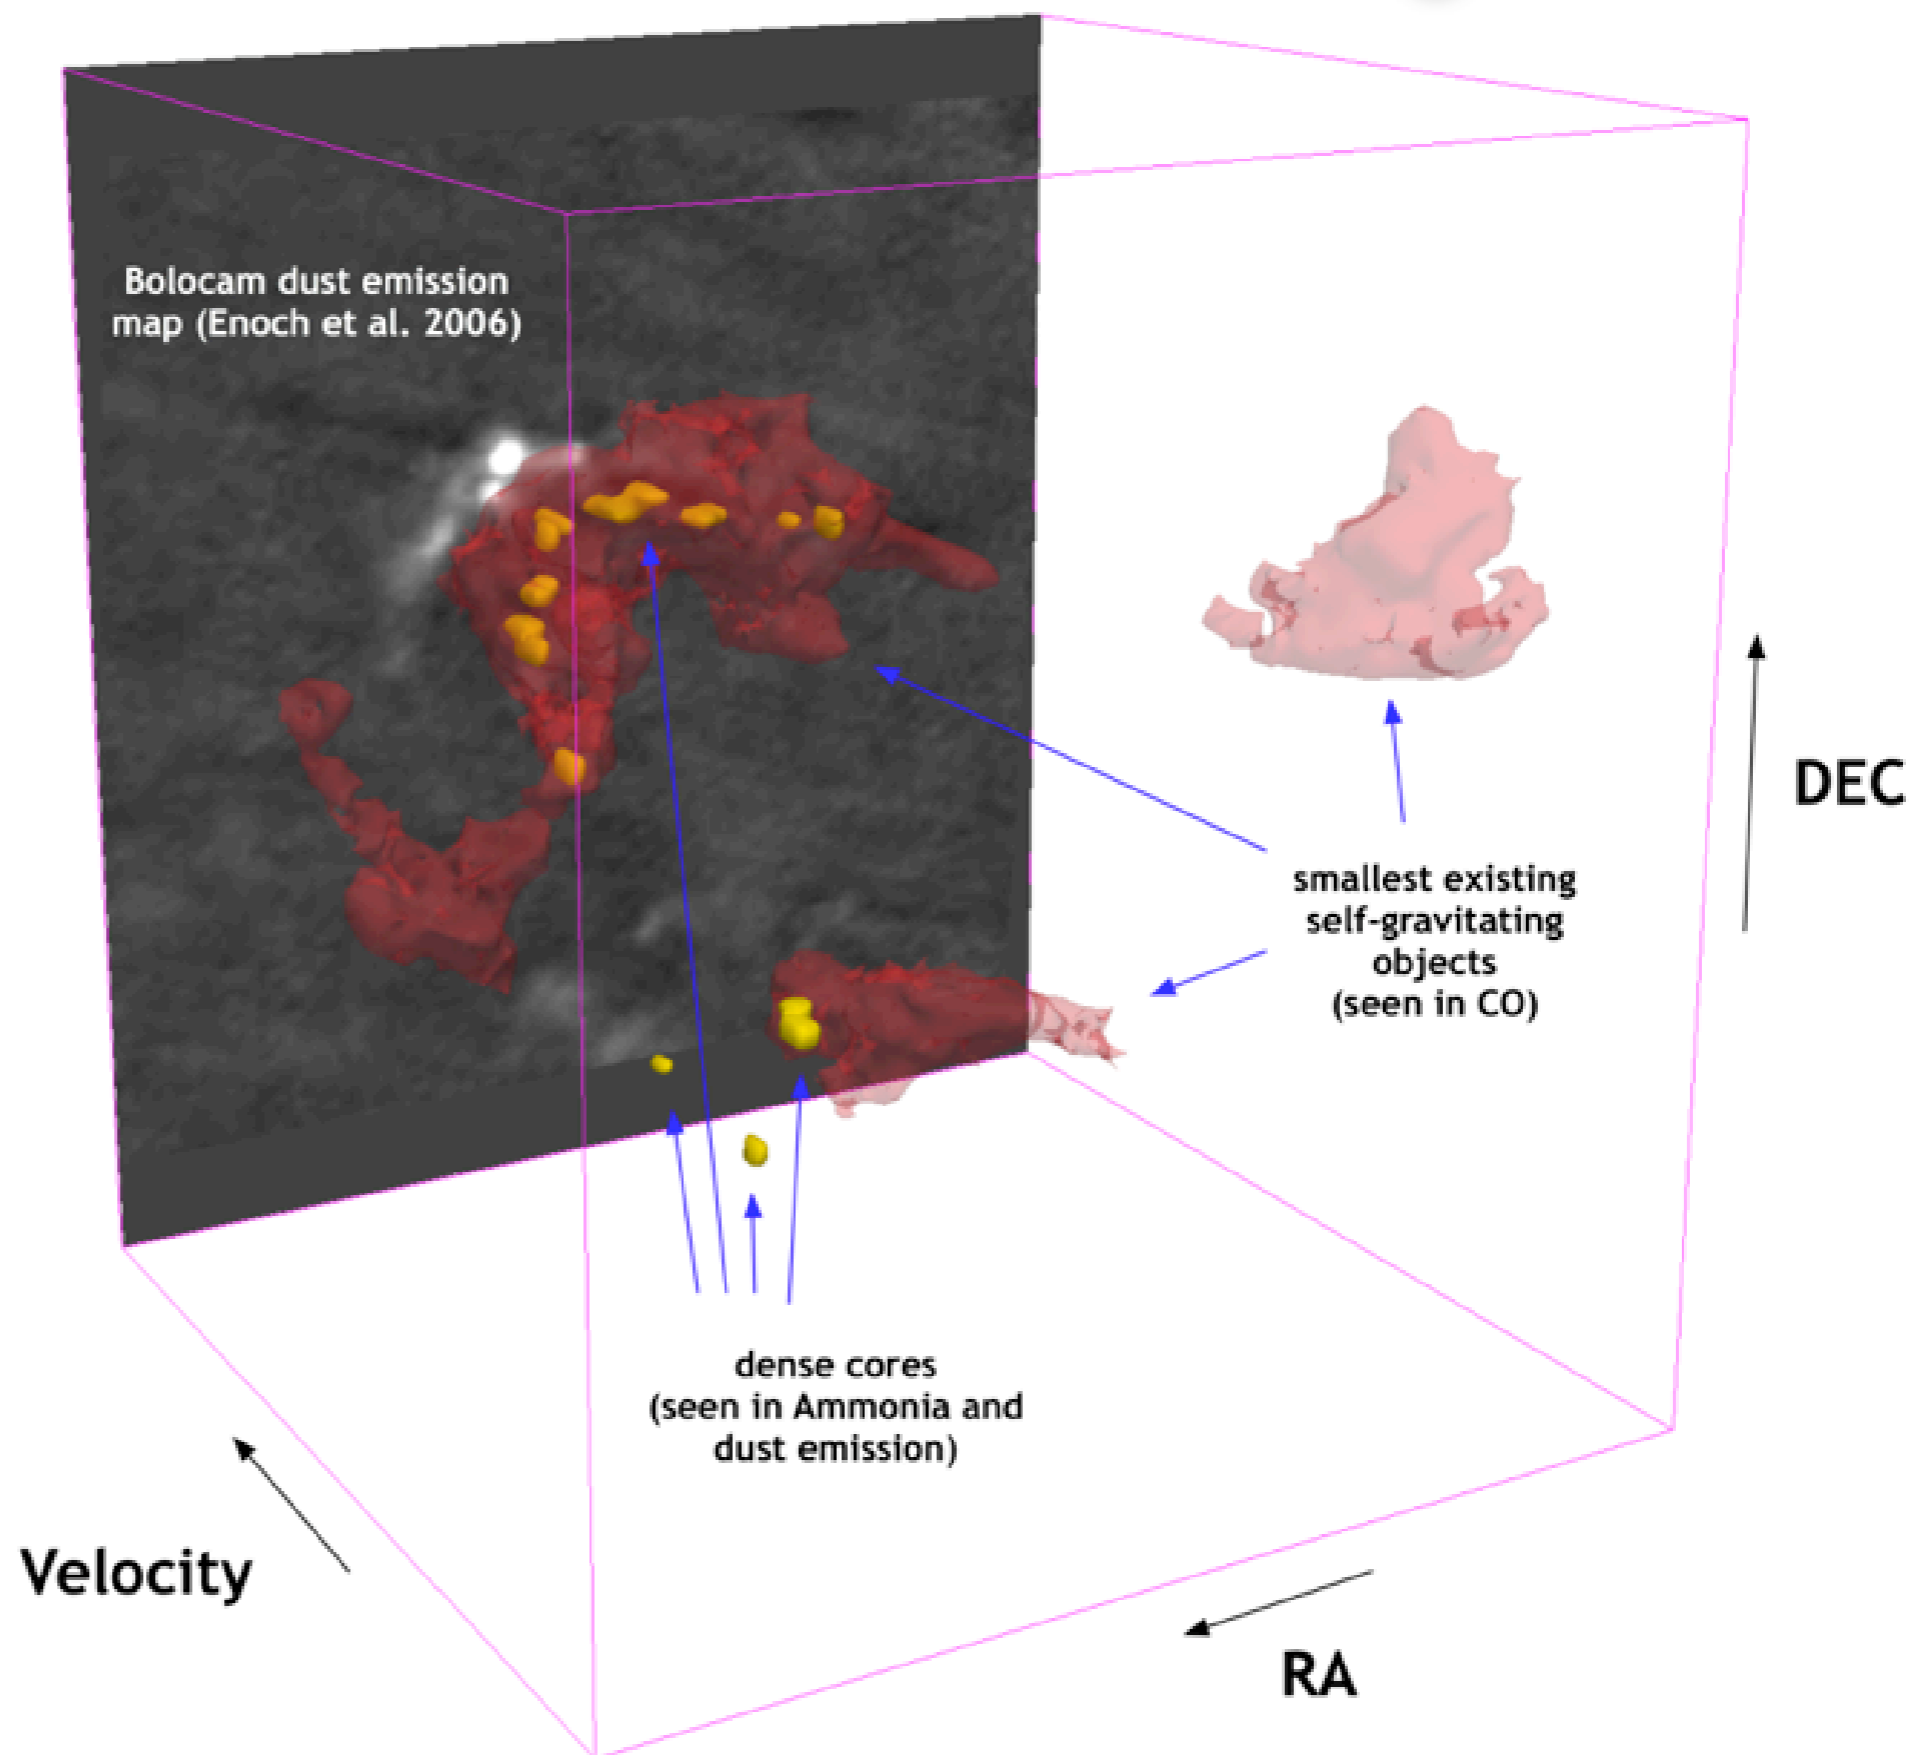 Bolocam dust emission
map (Enoch et al. 2006)
DEC
smallest existing
self-gravitating
objects
(seen in CO)
dense cores
(seen in Ammonia and
dust emission)
Velocity
RA